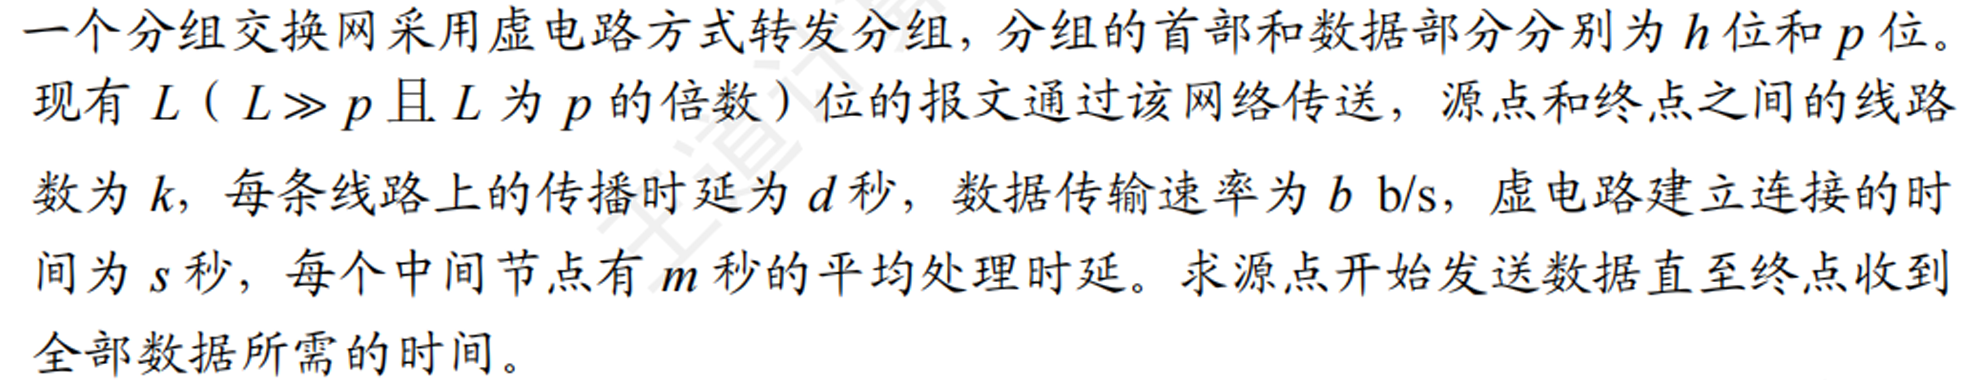 一个分组交换网采用虚电路方式转发分组，分组的首部和数据部分分别为 h 位和 p 位。
现有 L（L≫p 且 L 为 p 的倍数）位的报文通过该网络传送，源点和终点之间的线路
数为 k，每条线路上的传播时延为 d 秒，数据传输速率为 b b/s，虚电路建立连接的时
间为 s 秒，每个中间节点有 m 秒的平均处理时延。求源点开始发送数据直至终点收到
全部数据所需的时间。